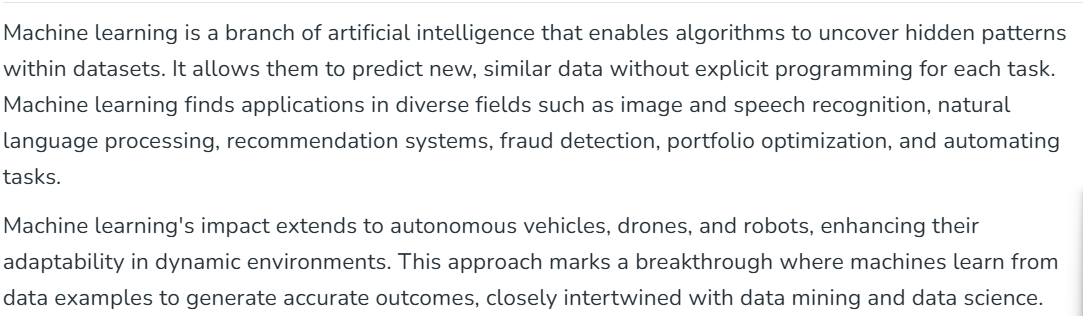 Machine learning is a branch of artificial intelligence that enables algorithms to uncover hidden patterns
within datasets. It allows them to predict new, similar data without explicit programming for each task.
Machine learning finds applications in diverse fields such as image and speech recognition, natural
language processing, recommendation systems, fraud detection, portfolio optimization, and automating
tasks.
Machine learning's impact extends to autonomous vehicles, drones, and robots, enhancing their
adaptability in dynamic environments. This approach marks a breakthrough where machines learn from
data examples to generate accurate outcomes, closely intertwined with data mining and data science.